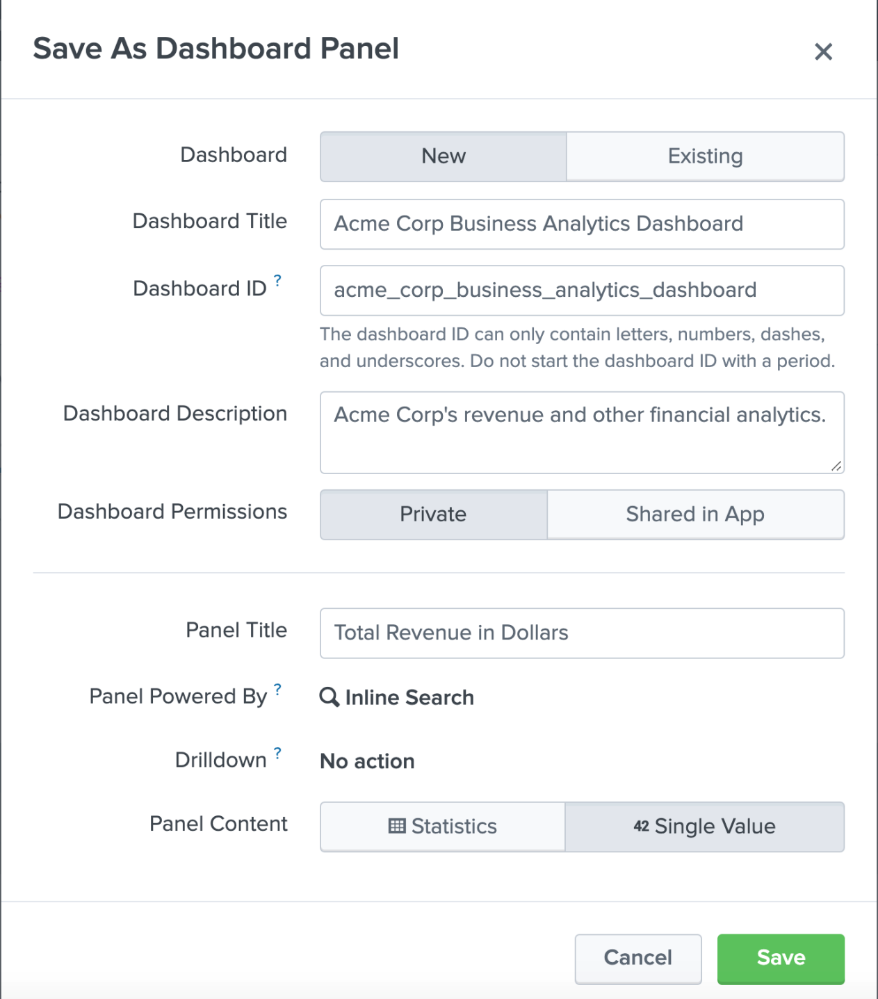 Save As Dashboard Panel
Dashboard
New
Existing
Dashboard Title
Acme Corp Business Analytics Dashboard
Dashboard ID ?
acme_corp_business_analytics_dashboard
The dashboard ID can only contain letters, numbers, dashes,
and underscores. Do not start the dashboard ID with a period.
Dashboard Description
Acme Corp's revenue and other financial analytics.
Dashboard Permissions
Private
Shared in App
Panel Title
Total Revenue in Dollars
Panel Powered By ?
Inline Search
Drilldown ?
No action
Panel Content
Statistics
42 Single Value
Cancel
Save